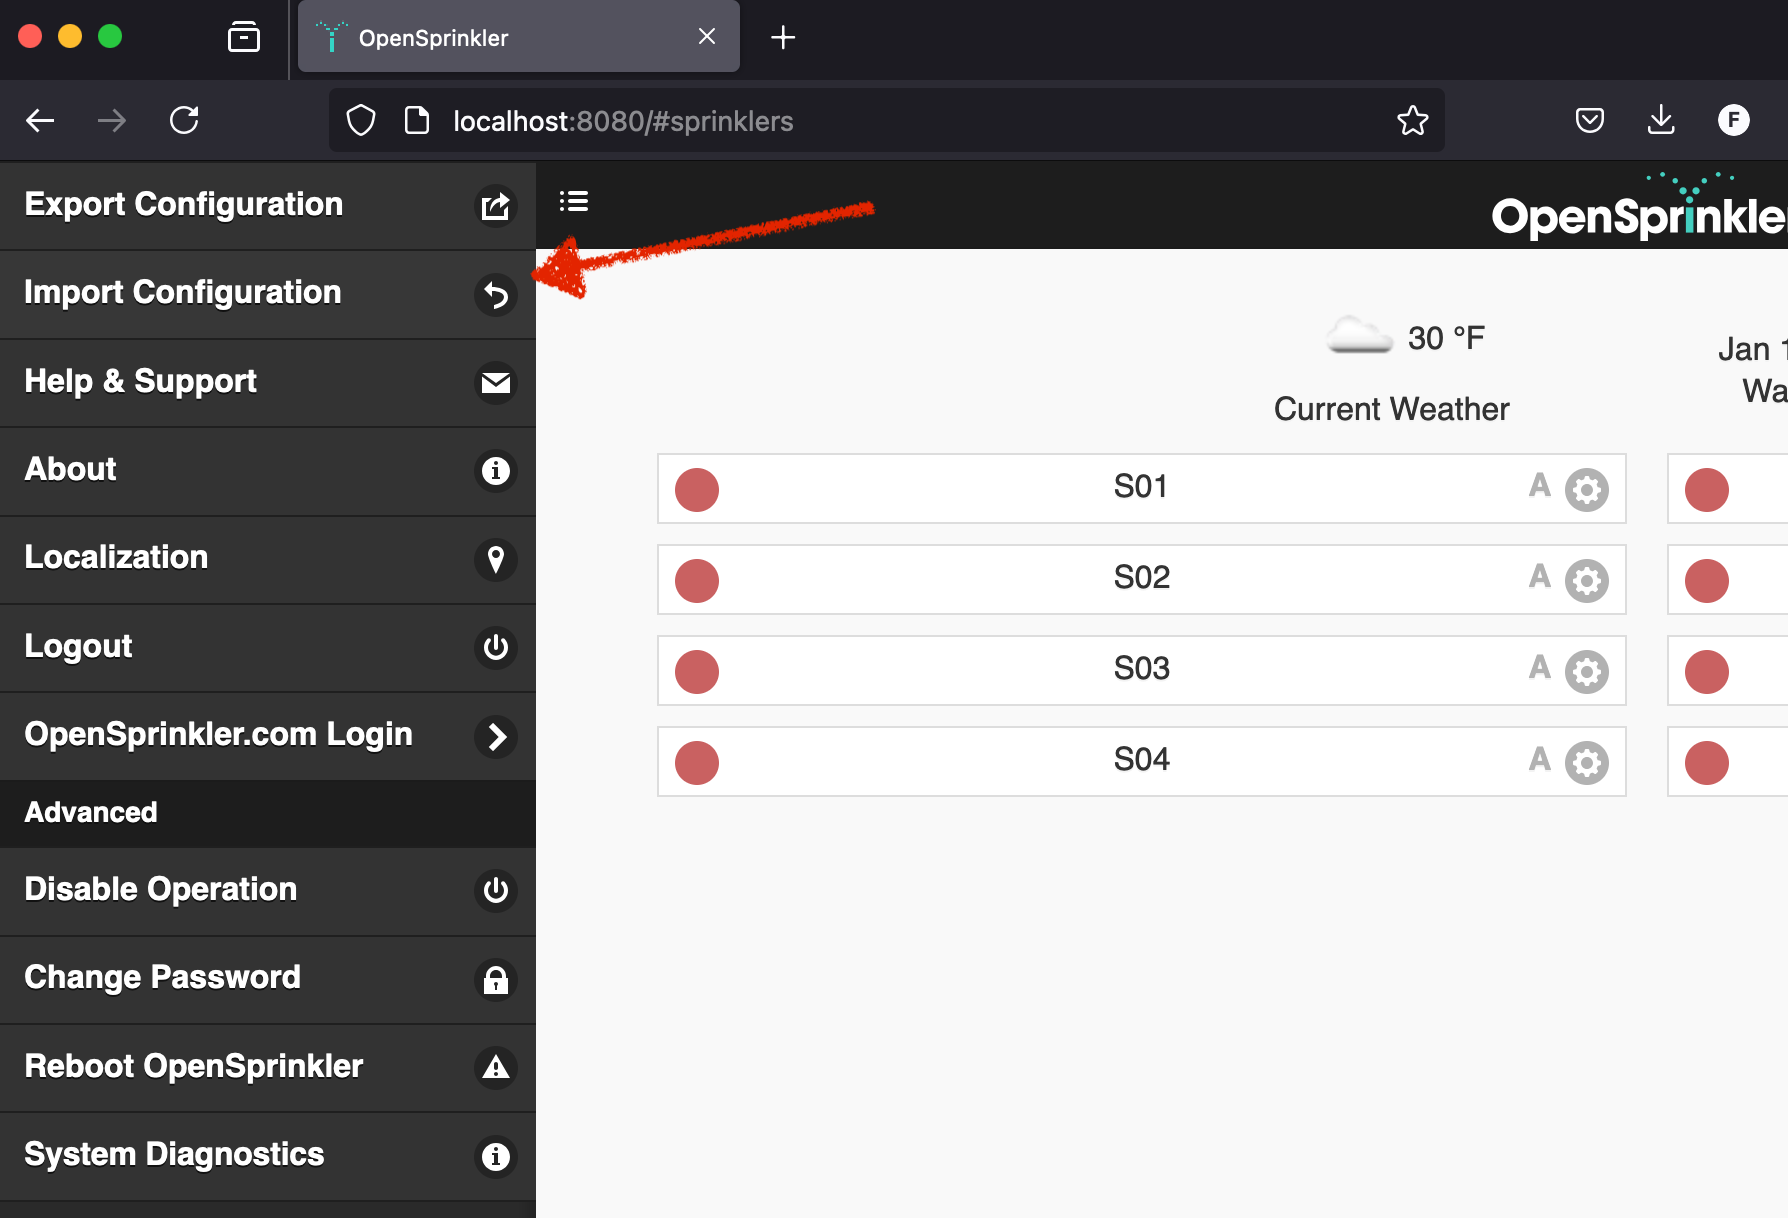 OpenSprinkler
localhost:8080/#sprinklers
F
Export Configuration
Import Configuration
Help & Support
About
Localization
Logout
OpenSprinkler.com Login
Advanced
Disable Operation
Change Password
Reboot OpenSprinkler
System Diagnostics
OpenSprinkler
30 °F
Current Weather
Jan 1
Wa
S01 A
S02 A
S03 A
S04 A